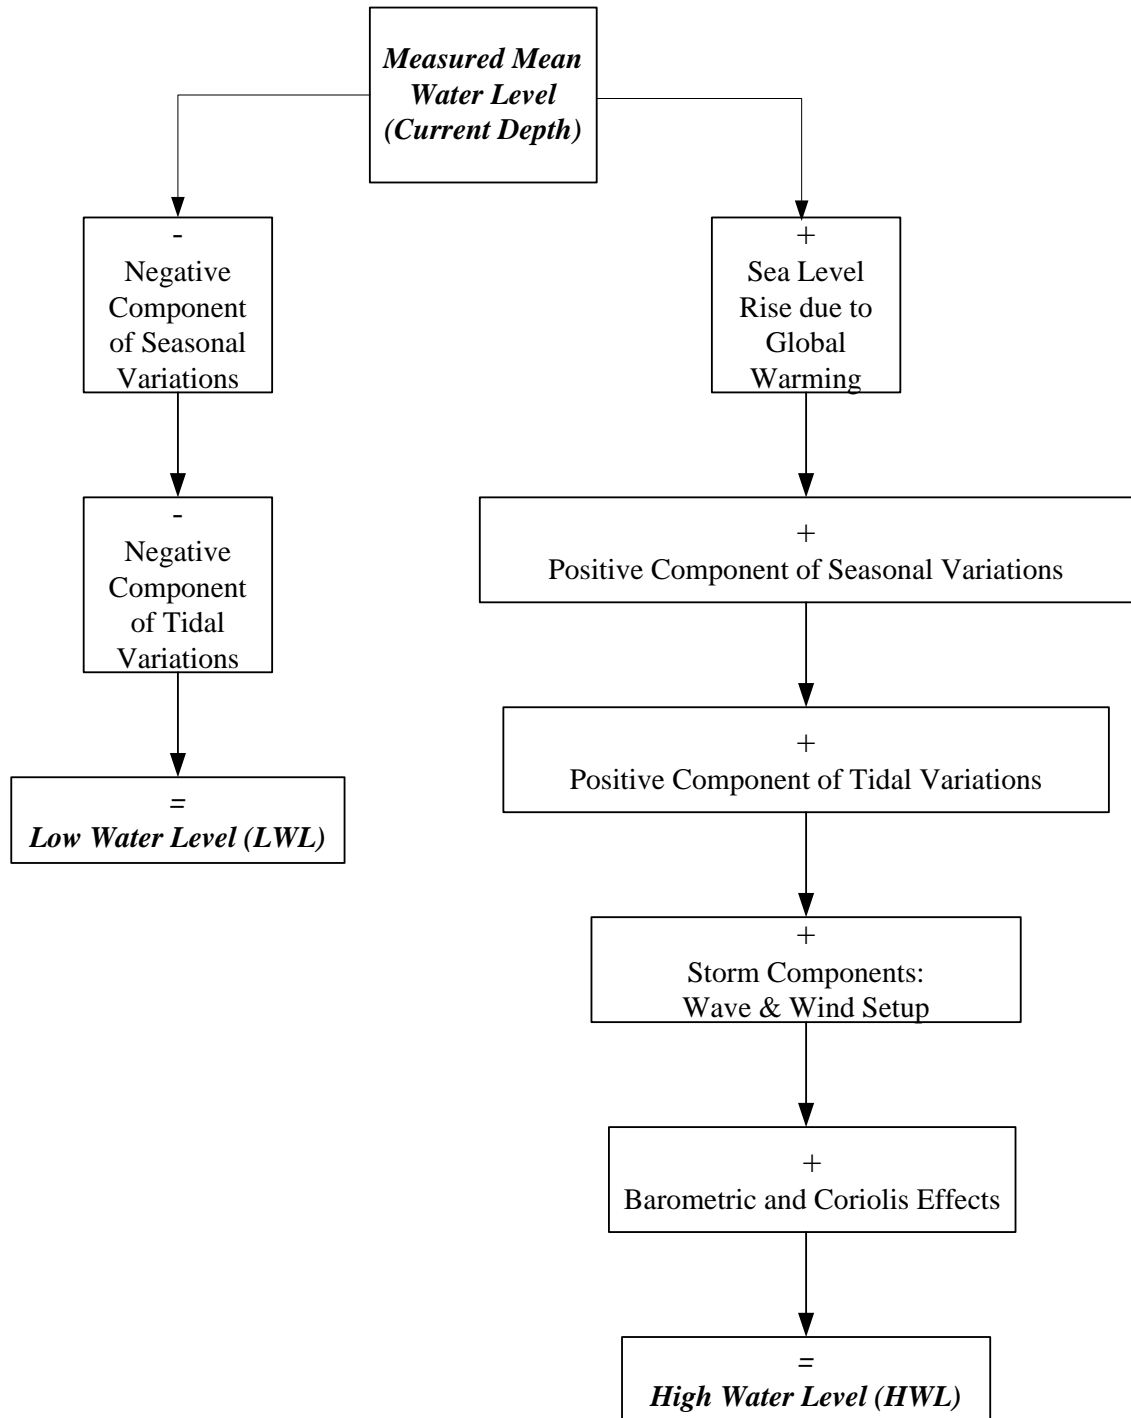 Measured Mean
Water Level
(Current Depth)
-
Negative
Component
of Seasonal
Variations
-
Negative
Component
of Tidal
Variations
=
Low Water Level (LWL)
+
Sea Level
Rise due to
Global
Warming
+
Positive Component of Seasonal Variations
+
Positive Component of Tidal Variations
+
Storm Components:
Wave & Wind Setup
+
Barometric and Coriolis Effects
=
High Water Level (HWL)